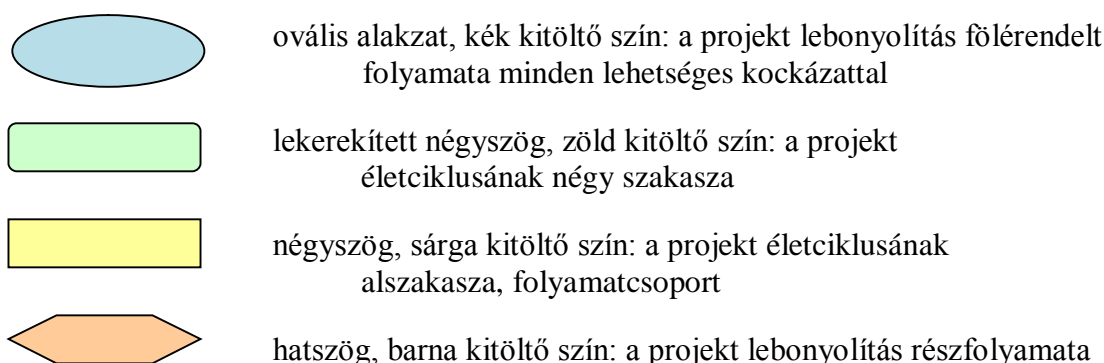 ovális alakzat, kék kitöltő szín: a projekt lebonyolítás fölérendelt
folyamata minden lehetséges kockázattal
lekerekített négyszög, zöld kitöltő szín: a projekt
életciklusának négy szakasza
négyszög, sárga kitöltő szín: a projekt életciklusának
alszakasza, folyamatcsoport
hatszög, barna kitöltő szín: a projekt lebonyolítás részfolyamata